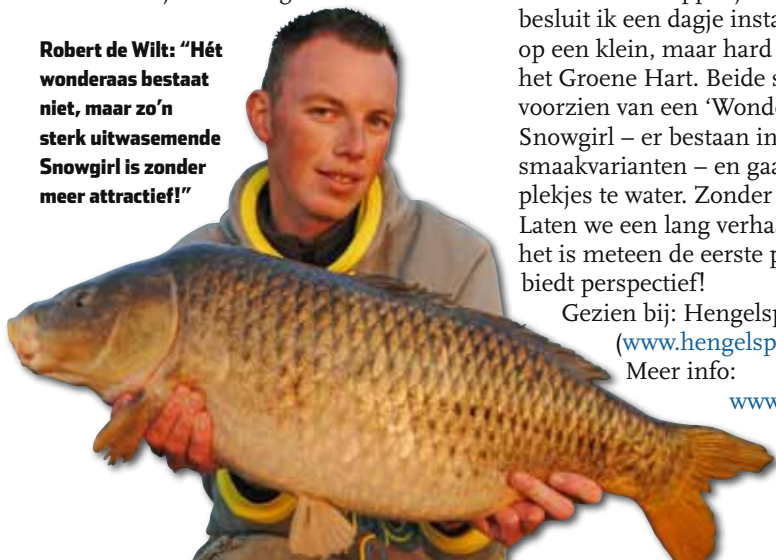 Robert de Wilt: “Hét
wonderaas bestaat
niet, maar zo’n
sterk uitwasemende
Snowgirl is zonder
meer attractief!”
besluit ik een dagje insta
op een klein, maar hard
het Groene Hart. Beide s
voorzien van een ‘Wond
Snowgirl – er bestaan in
smaakvarianten – en gaa
plekjes te water. Zonder
Laten we een lang verha
het is meteen de eerste p
biedt perspectief!
Gezien bij: Hengelsp
(www.hengelsp
Meer info:
www.